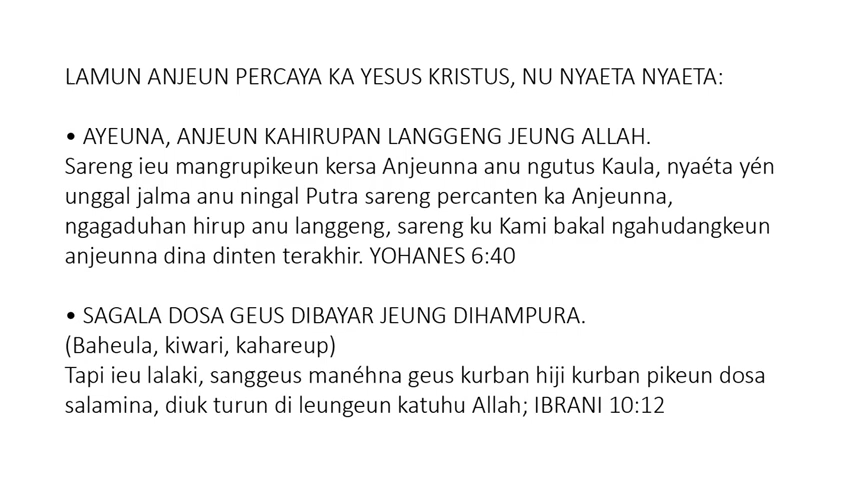 LAMUN ANJEUN PERCAYA KA YESUS KRISTUS, NU NYAETA NYAETA:
• AYEUNA, ANJEUN KAHIRUPAN LANGGENG JEUNG ALLAH.
Sareng ieu mangrupikeun kersa Anjeunna anu ngutus Kaula, nyaéta yén
unggal jalma anu ningal Putra sareng percanten ka Anjeunna,
ngagaduhan hirup anu langgeng, sareng ku Kami bakal ngahudangkeun
anjeunna dina dinten terakhir. YOHANES 6:40
• SAGALA DOSA GEUS DIBAYAR JEUNG DIHAMPURA.
(Baheula, kiwari, kahareup)
Tapi ieu lalaki, sanggeus manéhna geus kurban hiji kurban pikeun dosa
salamina, diuk turun di leungeun katuhu Allah; IBRANI 10:12